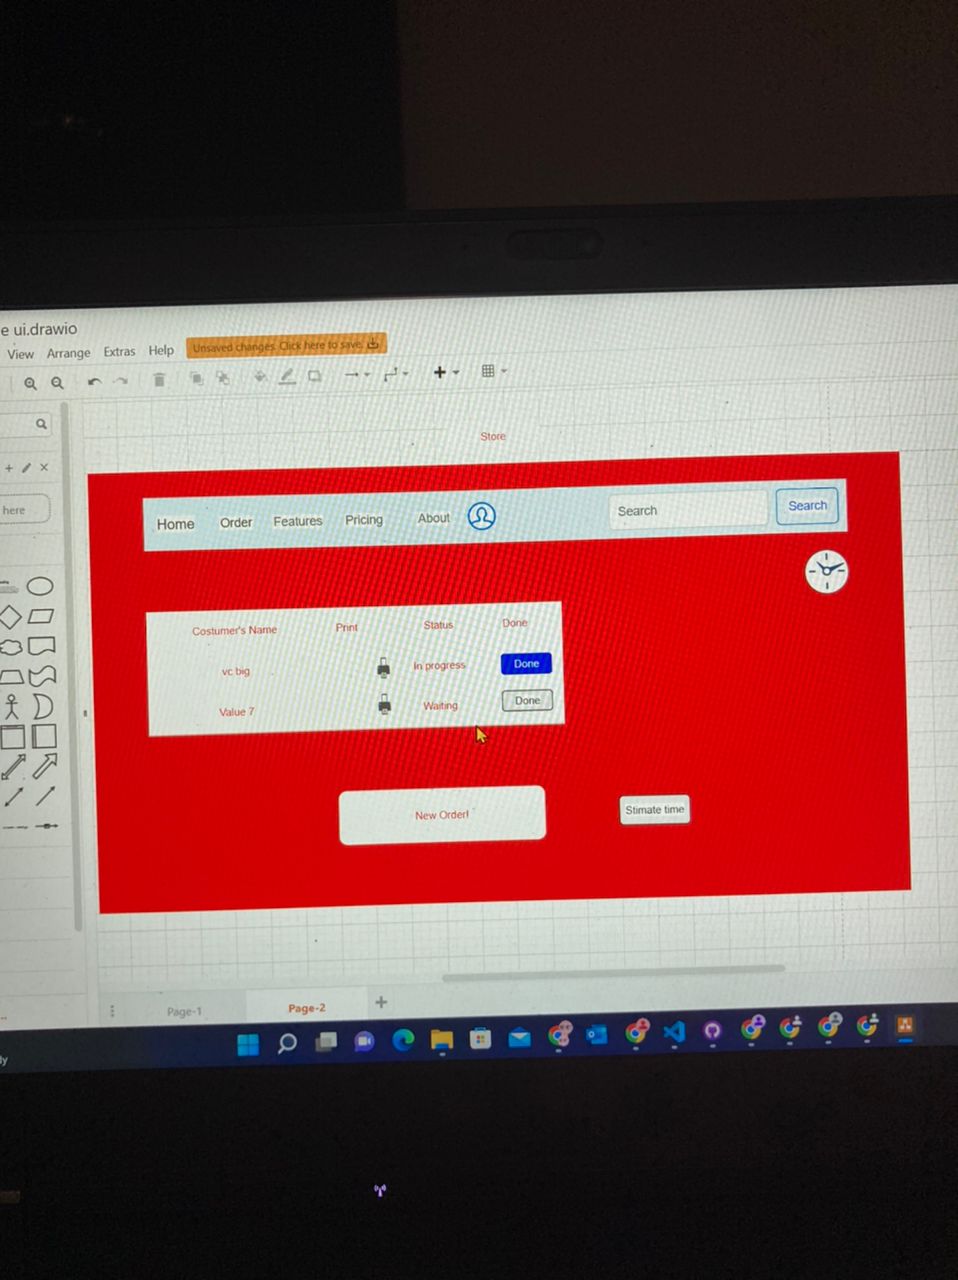 e ui.drawio
View Arrange Extras Help Unsaved changes. Click here to save.
here
Store
Home Order Features Pricing About Search Search
Costumer's Name Print Status Done
vc big In progress Done
Value 7 Waiting Done
New Order! Stimate time
Page-1 Page-2